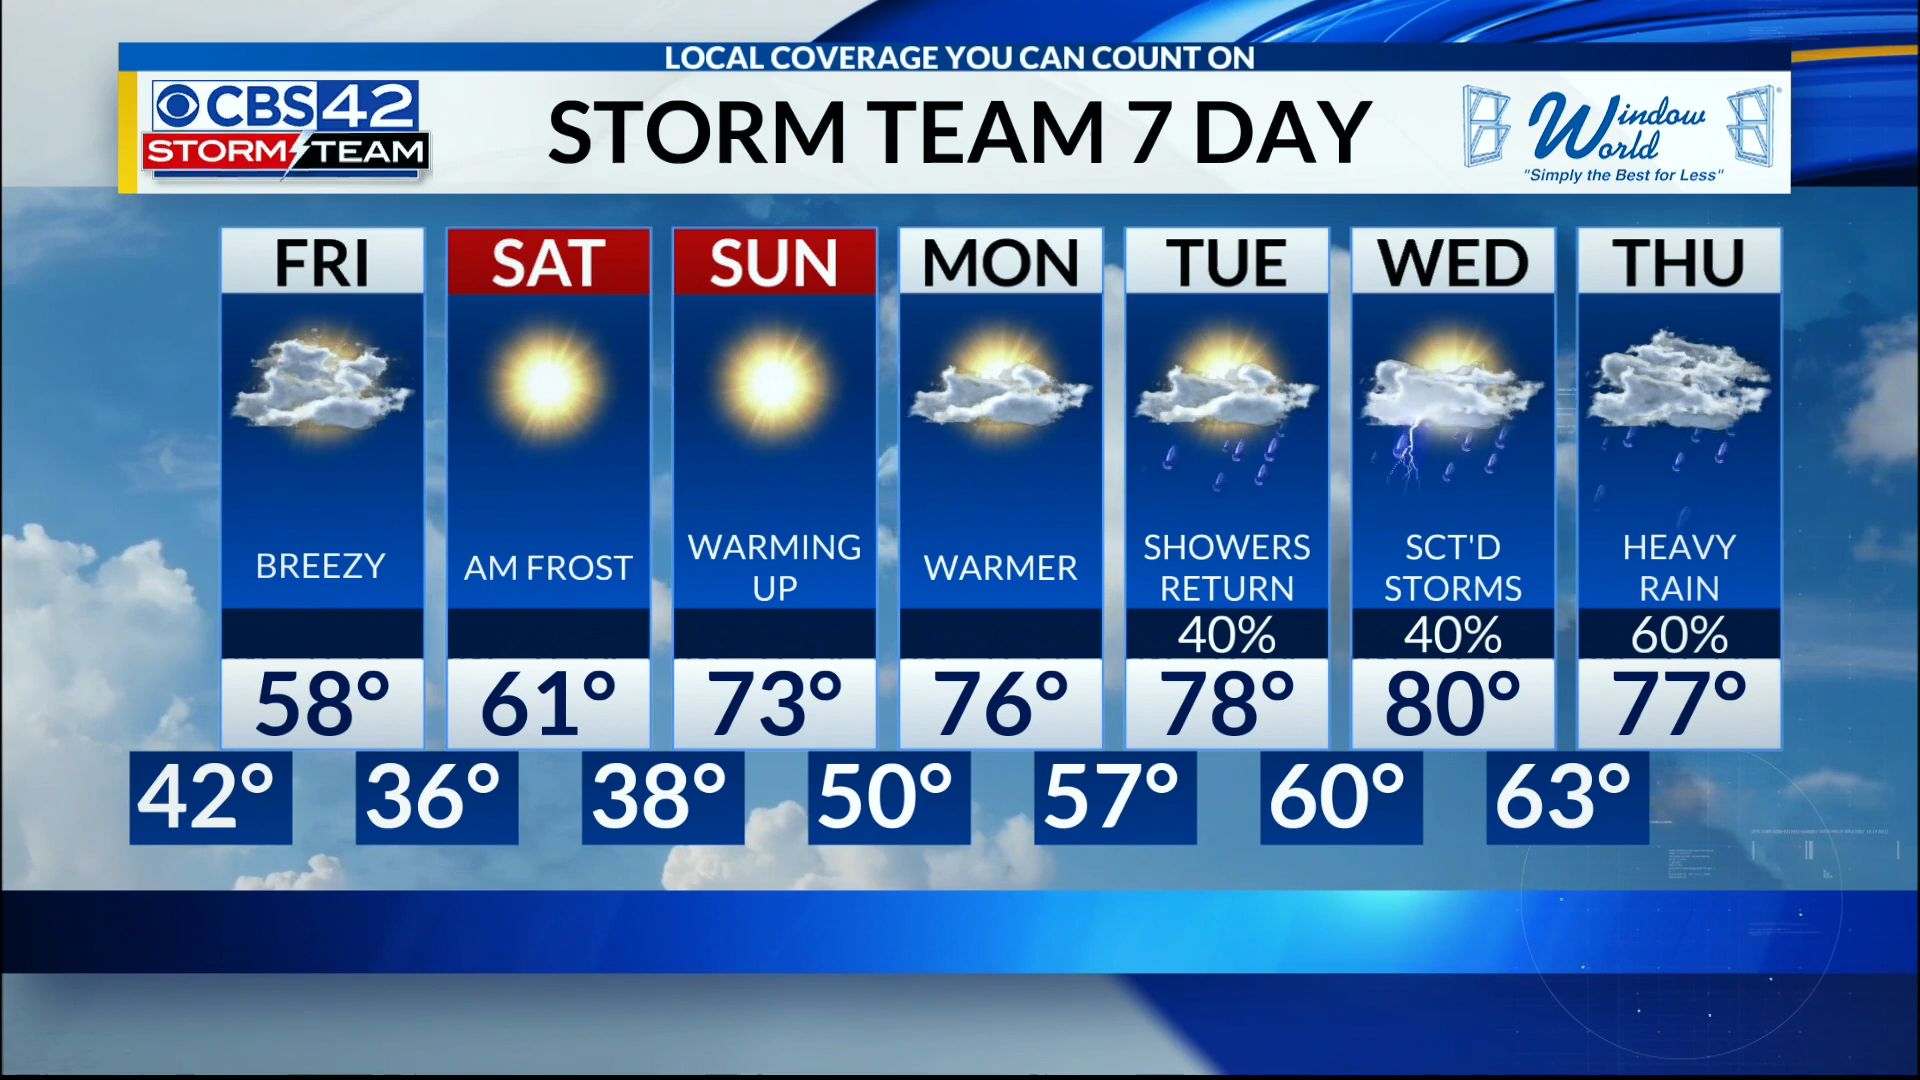 LOCAL COVERAGE YOU CAN COUNT ON
CBS 42
STORM TEAM
STORM TEAM 7 DAY
Window World
"Simply the Best for Less"
FRI SAT SUN MON TUE WED THU
BREEZY
AM FROST
WARMING
UP
WARMER
SHOWERS
RETURN
SCT'D
STORMS
HEAVY
RAIN
40% 40% 60%
58° 61° 73° 76° 78° 80° 77°
42° 36° 38° 50° 57° 60° 63°